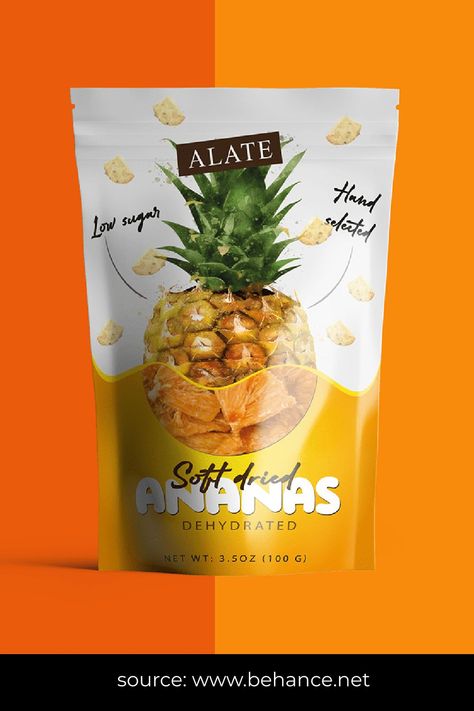 ALATE
Low sugar
Hand
selected
Soft dried
ANANAS
DEHYDRATED
NET WT: 3.5OZ (100 G)
source: www.behance.net